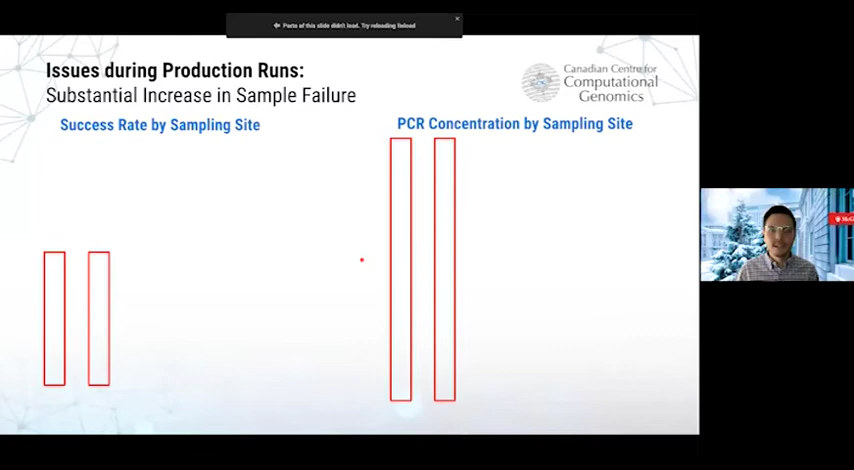 Parts of this slide didn't load. Try reloading Reload
Issues during Production Runs:
Substantial Increase in Sample Failure
Canadian Centre for
Computational
Genomics
Success Rate by Sampling Site
PCR Concentration by Sampling Site